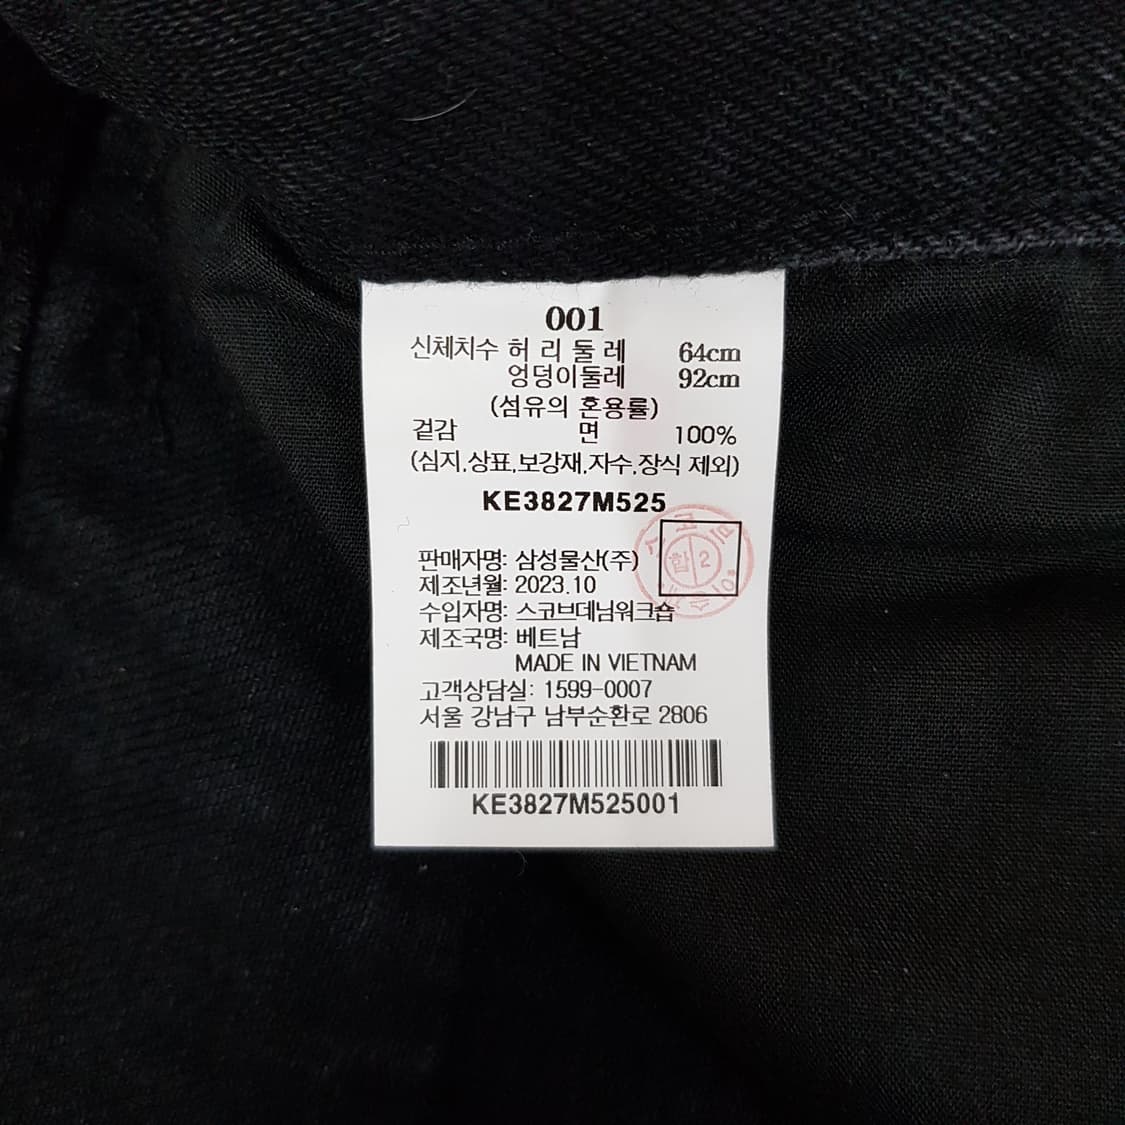 001
신체치수 허 리 둘 레 64cm
엉덩이둘레 92cm
(섬유의 혼용률)
겉감 면 100%
(심지,상표,보강재,자수,장식 제외)
KE3827M525
합 2
판매자명: 삼성물산(주)
제조년월: 2023.10
수입자명: 스코브데님워크숍
제조국명: 베트남
MADE IN VIETNAM
고객상담실: 1599-0007
서울 강남구 남부순환로 2806
KE3827M525001